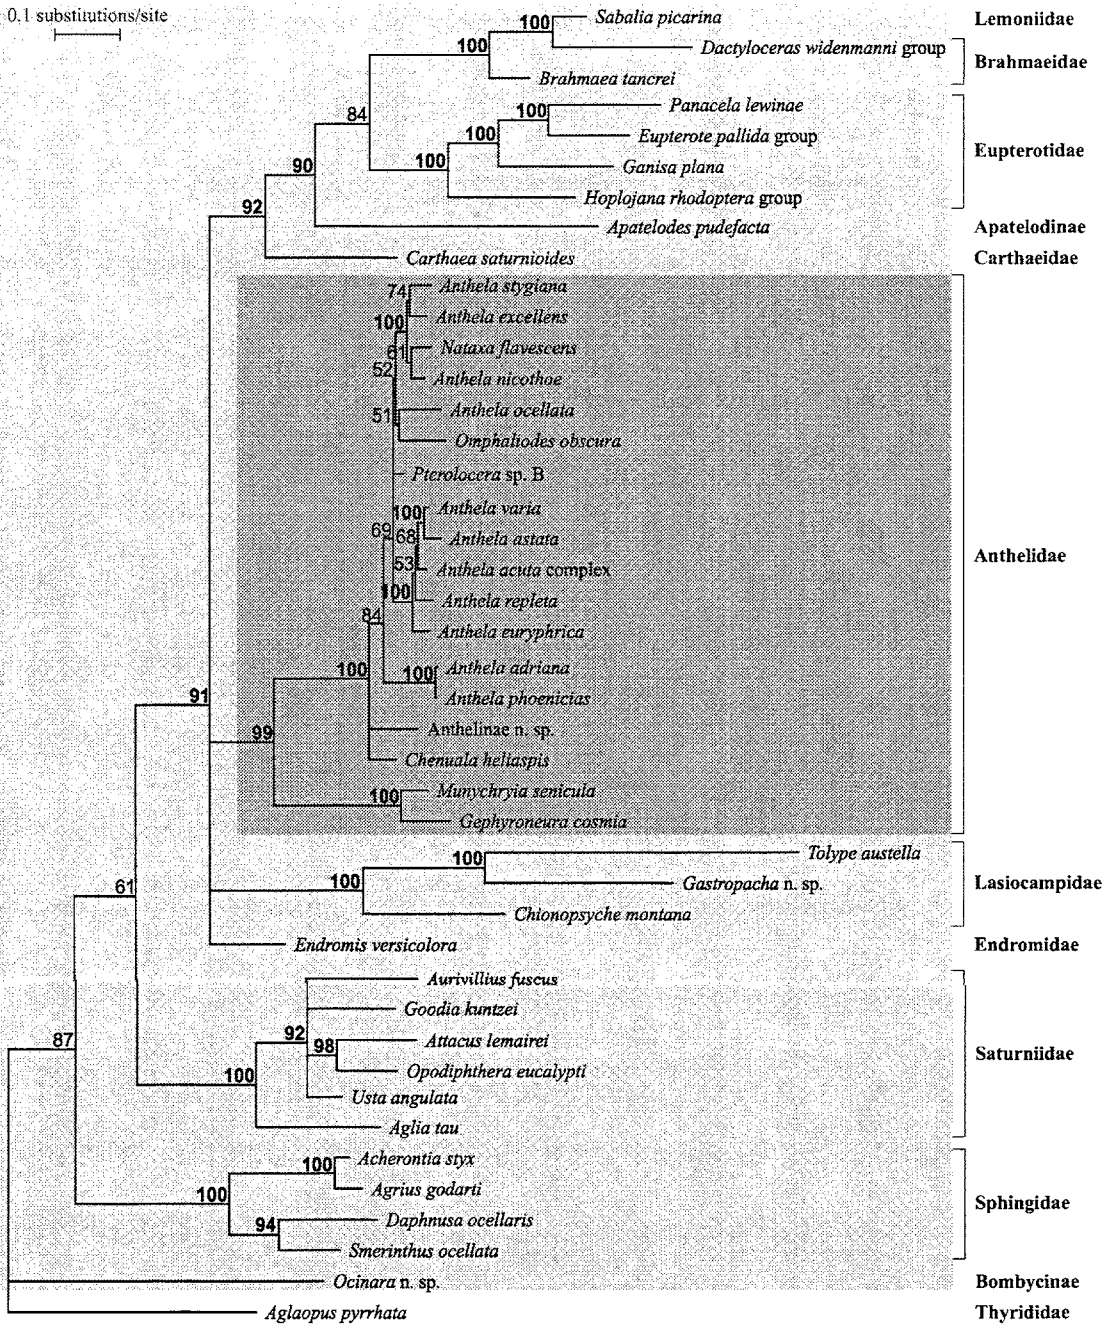 0.1 substitutions/site
100 Sabalia picarina Lemoniidae
100 Dactyloceras widenmanni group
Brahmaeidae
Brahmaea tancrei
84
100 Panacela lewinae
100 Eupterote pallida group
Eupterotidae
100 Ganisa plana
90
Hoplojana rhodoptera group
92
Apatelodes pudefacta Apatelodinae
Carthaea saturnioides Carthaeidae
74 Anthela stygiana
100 Anthela excellens
61 Nataxa flavescens
52 Anthela nicothoe
51 Anthela ocellata
Omphaliodes obscura
Pterolocera sp. B
100 Anthela varia
69 68 Anthela astata
Anthelidae
53 Anthela acuta complex
100 Anthela repleta
84 Anthela euryphrica
100 100 Anthela adriana
Anthela phoenicias
91
99 Anthelinae n. sp.
Chenuala heliaspis
100 Munychryia senicula
Gephyroneura cosmia
100 Tolype austella
61 100 Gastropacha n. sp. Lasiocampidae
Chionopsyche montana
Endromis versicolora Endromidae
Aurivillius fuscus
Goodia kuntzei
87 92 98 Attacus lemairei
Saturniidae
100 Opodiphthera eucalypti
Usta angulata
Aglia tau
100 Acherontia styx
100 Agrius godartii
Sphingidae
94 Daphnusa ocellaris
Smerinthus ocellata
Ocinara n. sp. Bombycinae
Aglaopus pyrrhata Thyrididae